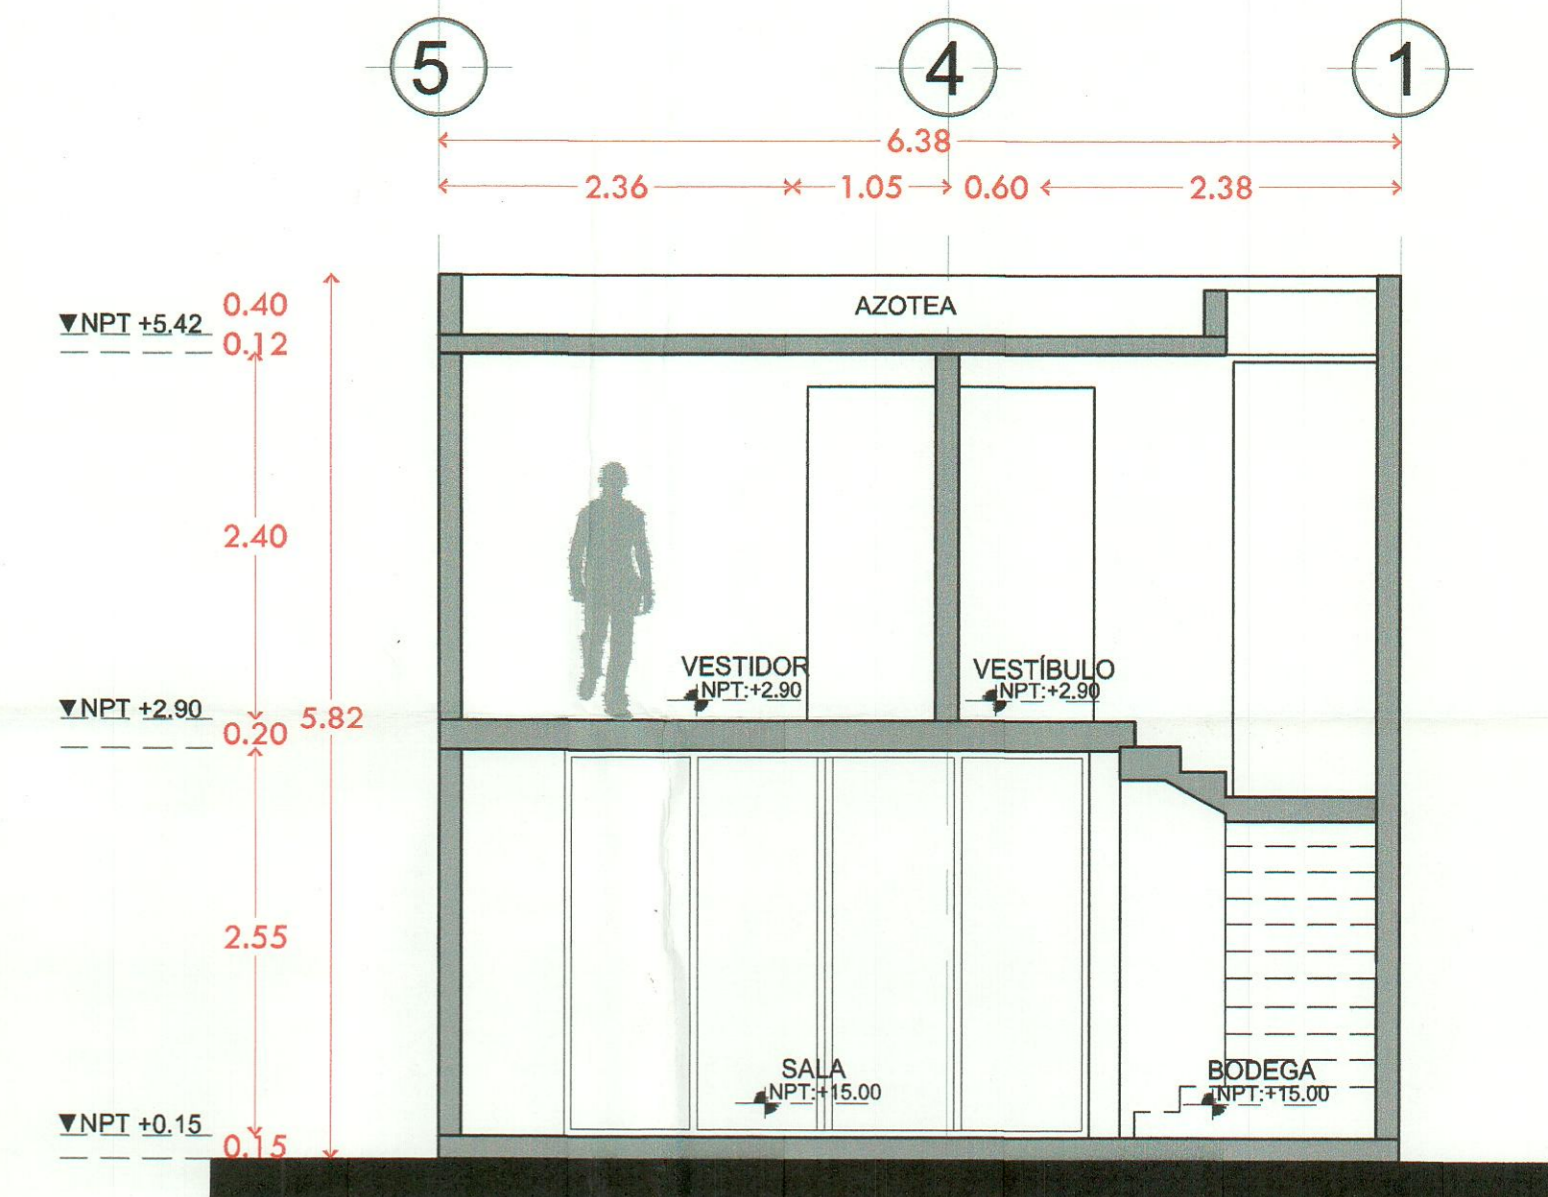 5 4 1
6.38
2.36 1.05 0.60 2.38
0.40
AZOTEA
▼NPT +5.42
0.12
2.40
VESTIDOR
NPT:+2.90
VESTÍBULO
NPT:+2.90
▼NPT +2.90
5.82
0.20
2.55
SALA
NPT:+15.00
BODEGA
NPT:+15.00
▼NPT +0.15
0.15